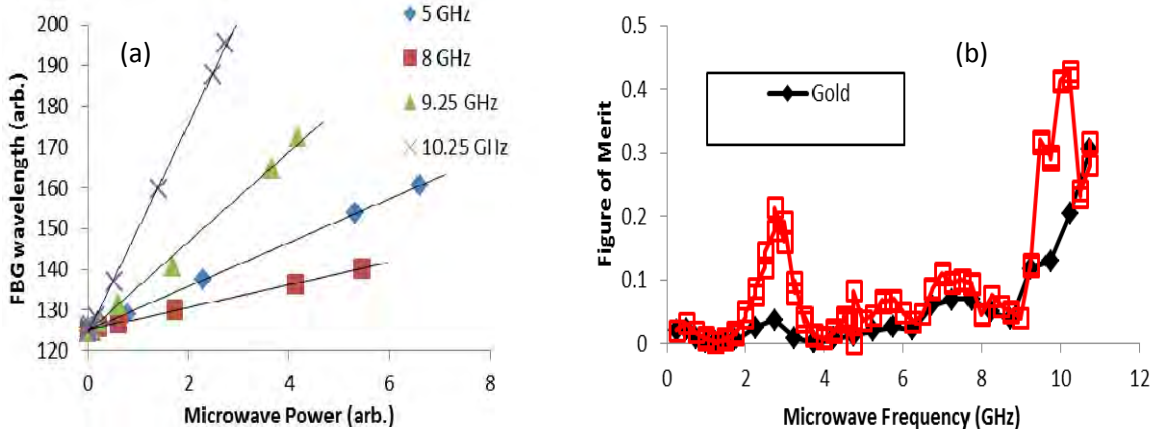 200
190
180
170
160
150
140
130
120
0
2
4
6
8
FBG wavelength (arb.)
Microwave Power (arb.)
(a)
5 GHz
8 GHz
9.25 GHz
10.25 GHz
0.5
0.4
0.3
0.2
0.1
0
0
2
4
6
8
10
12
Figure of Merit
Microwave Frequency (GHz)
(b)
Gold